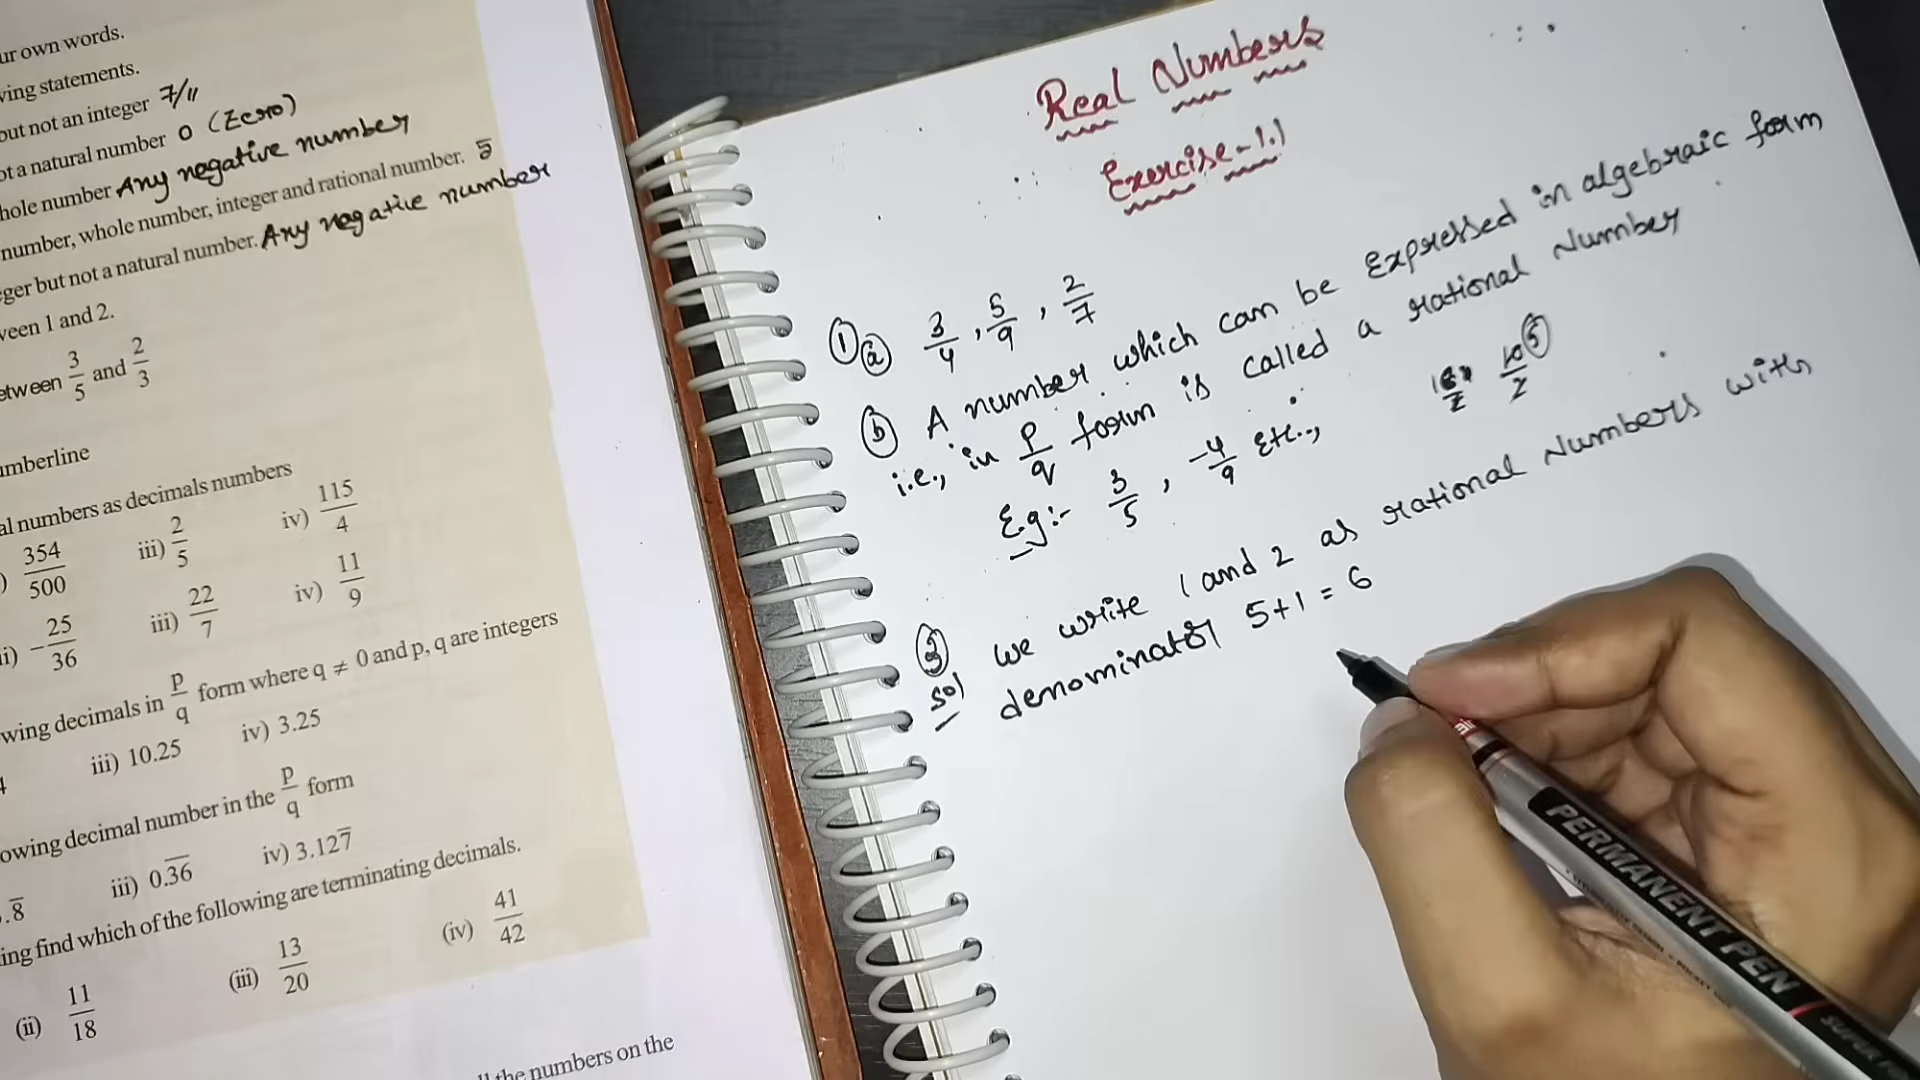 ur own words.
ving statements.
but not an integer 7/11
ot a natural number 0 (Zero)
hole number Any negative number
number, whole number, integer and rational number. 5
ger but not a natural number. Any negative number
ween 1 and 2.
etween 3/5 and 2/3
umberline
al numbers as decimals numbers
) 354/500 iii) 2/5 iv) 115/4
i) -25/36 iii) 22/7 iv) 11/9
wing decimals in p/q form where q ≠ 0 and p, q are integers
4 iii) 10.25 iv) 3.25
owing decimal number in the p/q form
.8̅ iii) 0.3̅6̅ iv) 3.127̅
ing find which of the following are terminating decimals.
(ii) 11/18 (iii) 13/20 (iv) 41/42
ll the numbers on the
Real Numbers
Exercise-1.1
① ⓐ 3/4, 5/9, 2/7
ⓑ A number which can be Expressed in algebraic form
i.e., in P/q form is called a rational Number
Eg:- 3/5, -4/9 Etc..,
10/2 5
③ We write 1 and 2 as rational Numbers with
Sol denominator 5+1 = 6
PERMANENT PEN